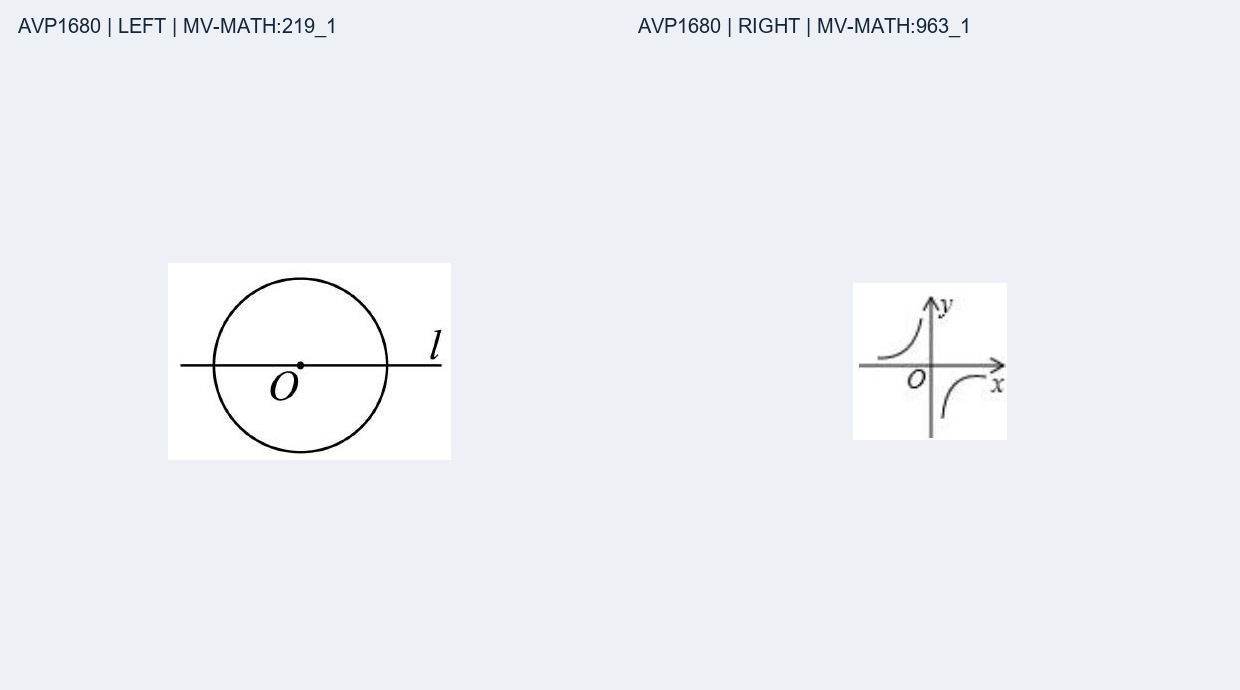 AVP1680 | LEFT | MV-MATH:219_1
AVP1680 | RIGHT | MV-MATH:963_1
l
O
y
O
x